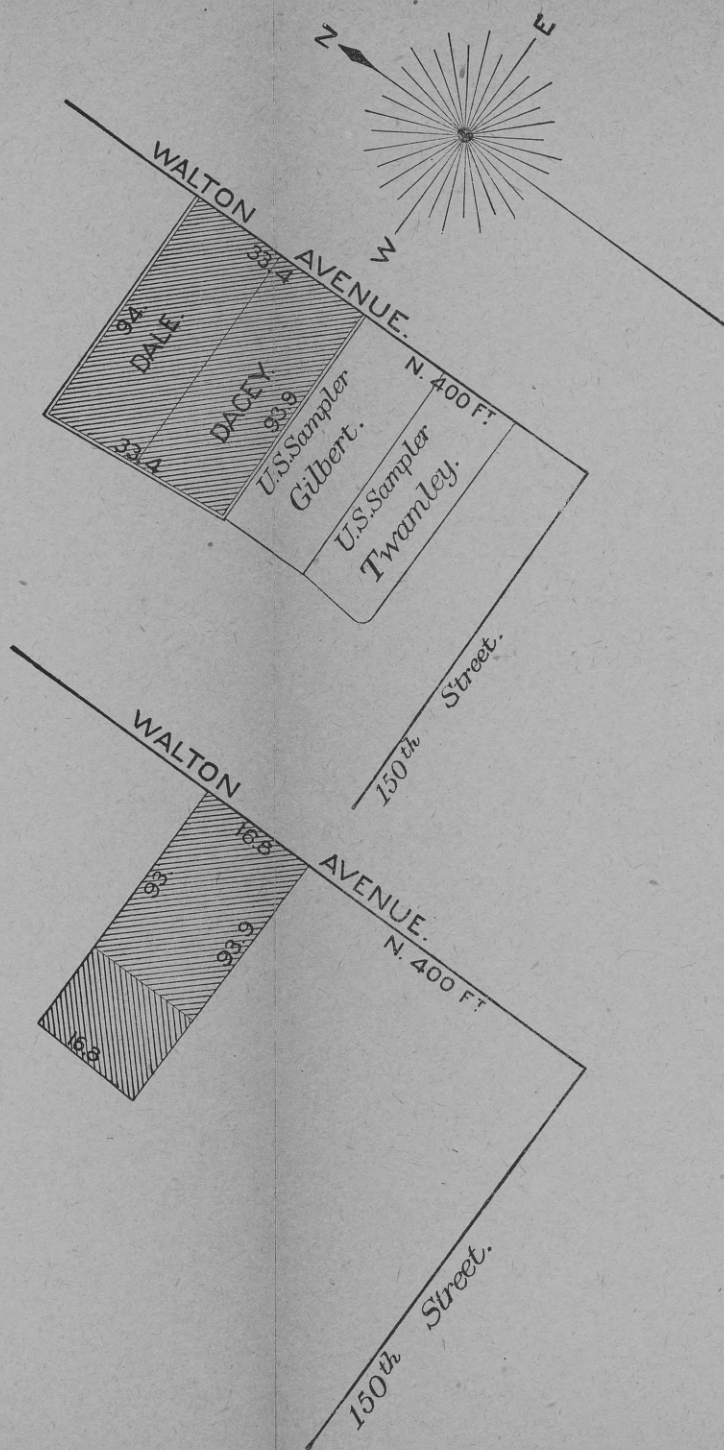 N
E
W
WALTON AVENUE.
33.4
94
DALE.
DACEY.
93.9
33.4
N. 400 FT.
U.S. Sampler
Gilbert.
U.S. Sampler
Twamley.
150th Street.
WALTON AVENUE.
16.8
93.
93.9
16.8
N. 400 FT
150th Street.